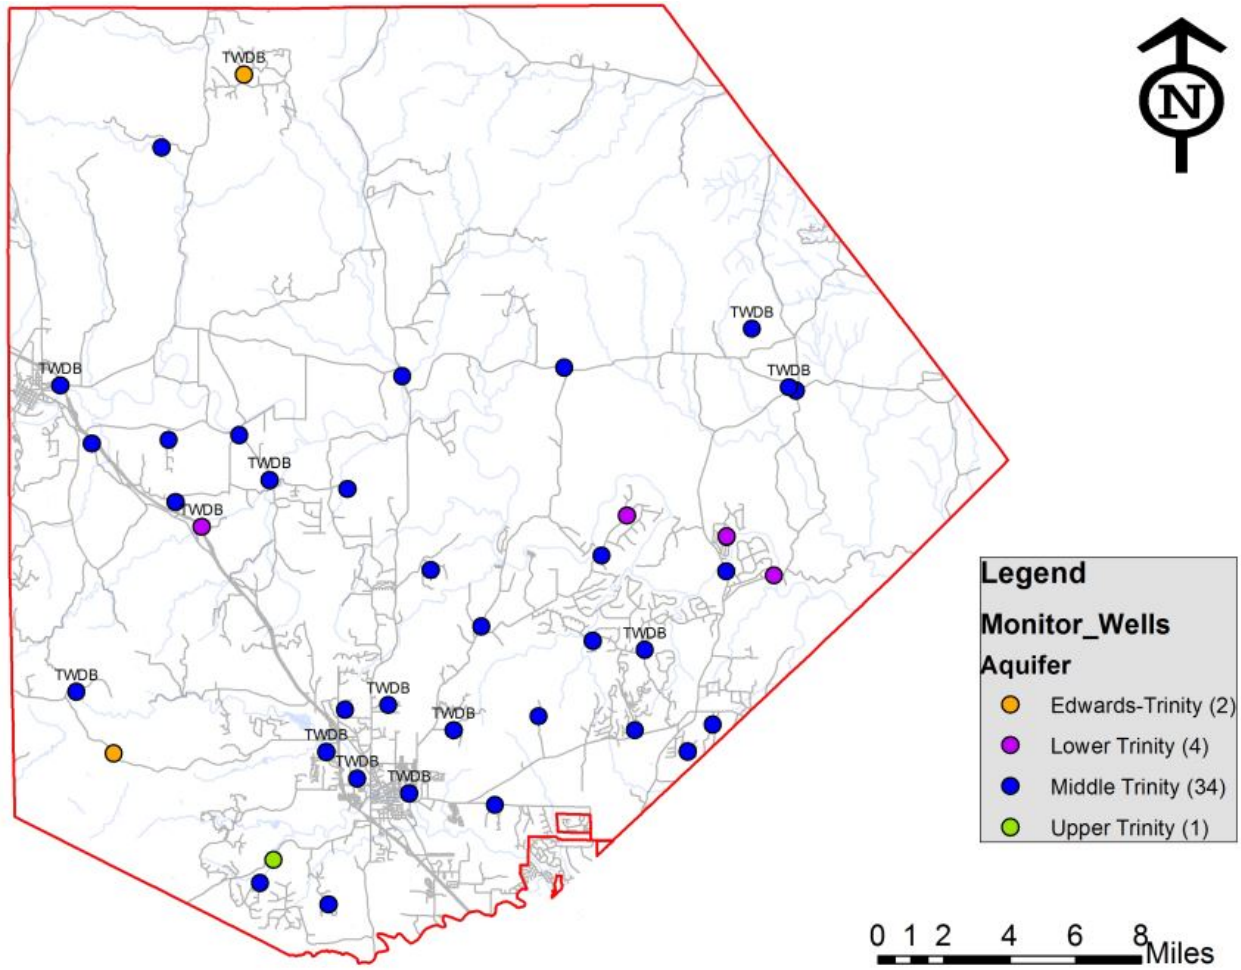 TWDB
N
TWDB
TWDB
TWDB
TWDB
TWDB
TWDB
TWDB
TWDB
TWDB
TWDB
TWDB
TWDB
Legend
Monitor_Wells
Aquifer
Edwards-Trinity (2)
Lower Trinity (4)
Middle Trinity (34)
Upper Trinity (1)
0 1 2 4 6 8 Miles